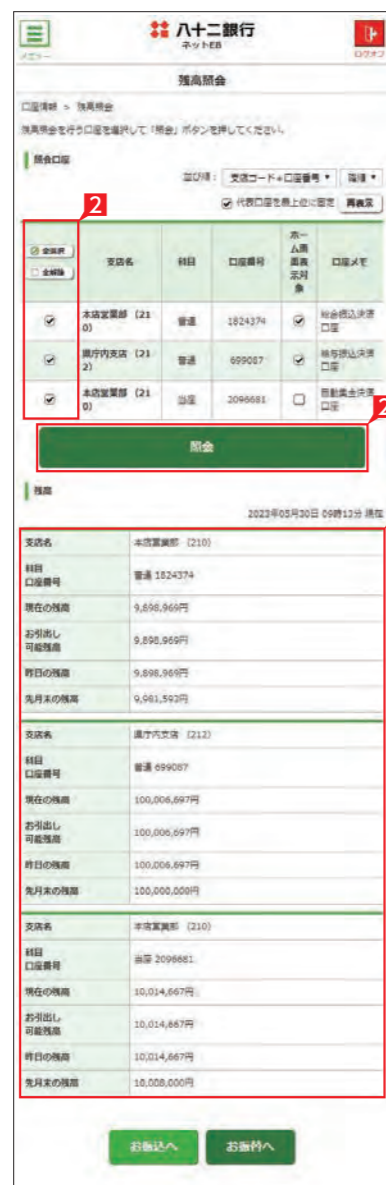 八十二銀行
ネットEB
メニュー
ログオフ
残高照会
口座情報 > 残高照会
残高照会を行う口座を選択して「照会」ボタンを押してください。
照会口座
並び順： 支店コード+口座番号 降順
代表口座を最上位に固定 再表示
2
全選択
全解除
支店名 科目 口座番号 ホーム画面表示対象 口座メモ
本店営業部 (210) 普通 1824374 総合振込決済口座
県庁内支店 (212) 普通 699087 給与振込決済口座
本店営業部 (210) 当座 2096681 自動集金決済口座
2
照会
残高
2023年05月30日 09時13分 現在
支店名 本店営業部 (210)
科目
口座番号 普通 1824374
現在の残高 9,898,969円
お引出し
可能残高 9,898,969円
昨日の残高 9,898,969円
先月末の残高 9,981,593円
支店名 県庁内支店 (212)
科目
口座番号 普通 699087
現在の残高 100,006,697円
お引出し
可能残高 100,006,697円
昨日の残高 100,006,697円
先月末の残高 100,000,000円
支店名 本店営業部 (210)
科目
口座番号 当座 2096681
現在の残高 10,014,667円
お引出し
可能残高 10,014,667円
昨日の残高 10,014,667円
先月末の残高 10,008,000円
お振込へ お振替へ